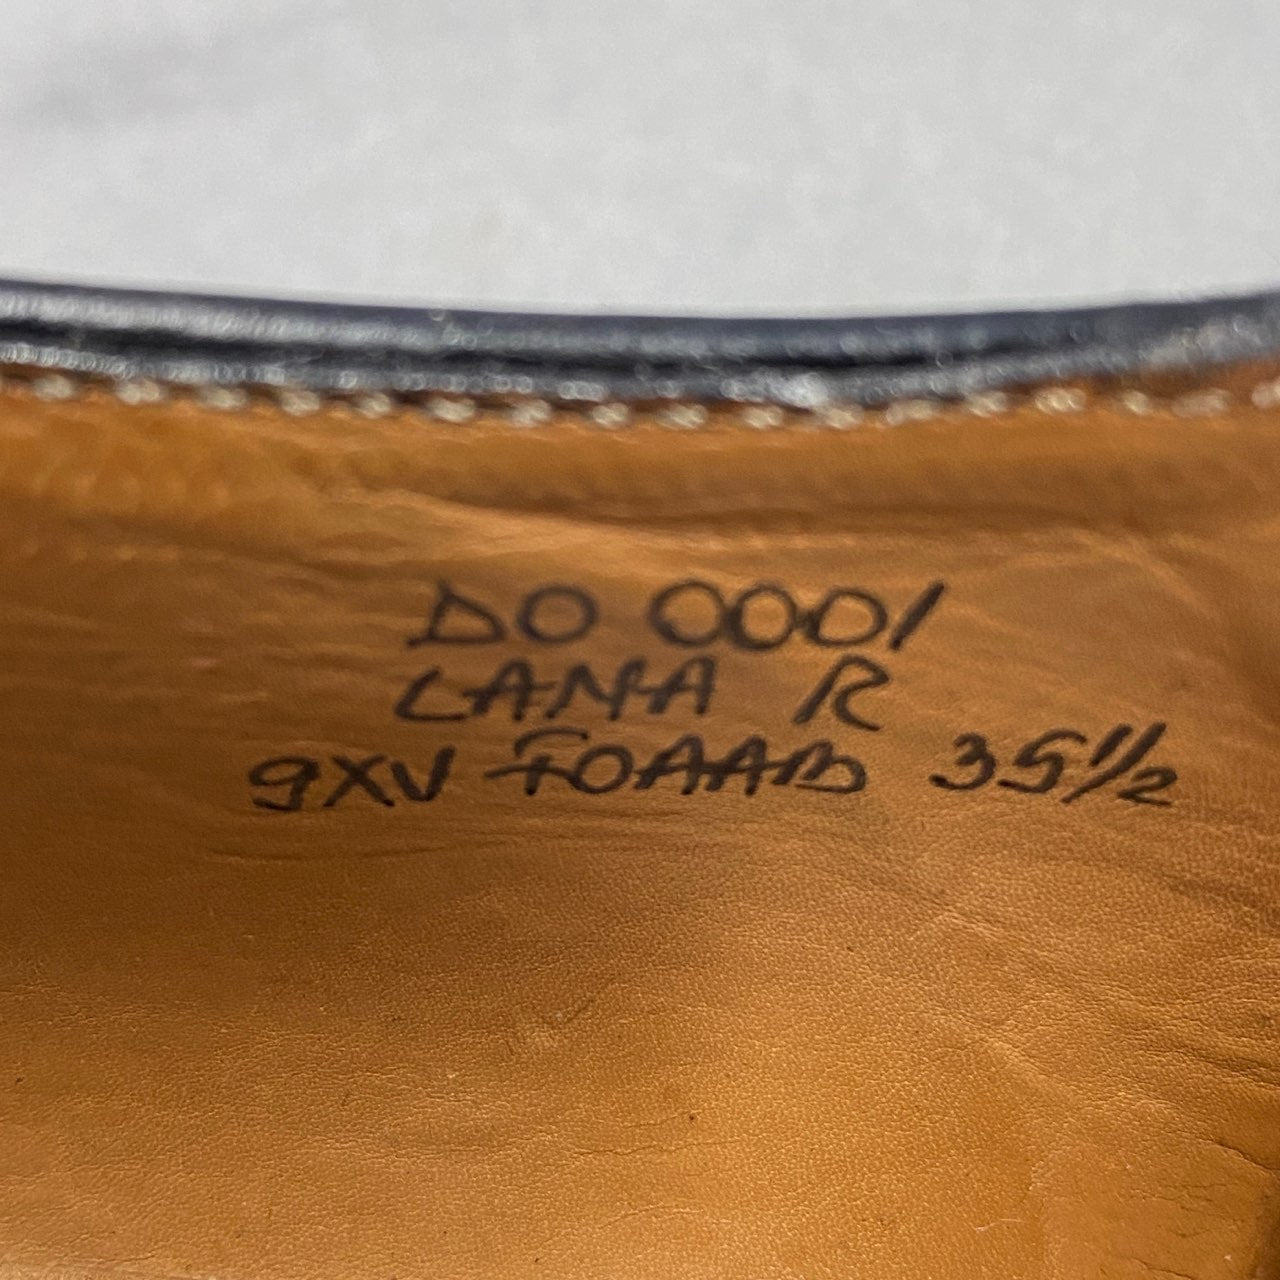 DO 0001
LANA R
9XV FOAAB 35½